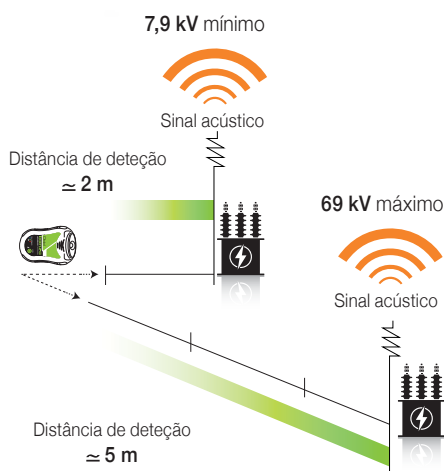 7,9 kV mínimo
Sinal acústico
Distância de deteção
≃ 2 m
69 kV máximo
Sinal acústico
Distância de deteção
≃ 5 m